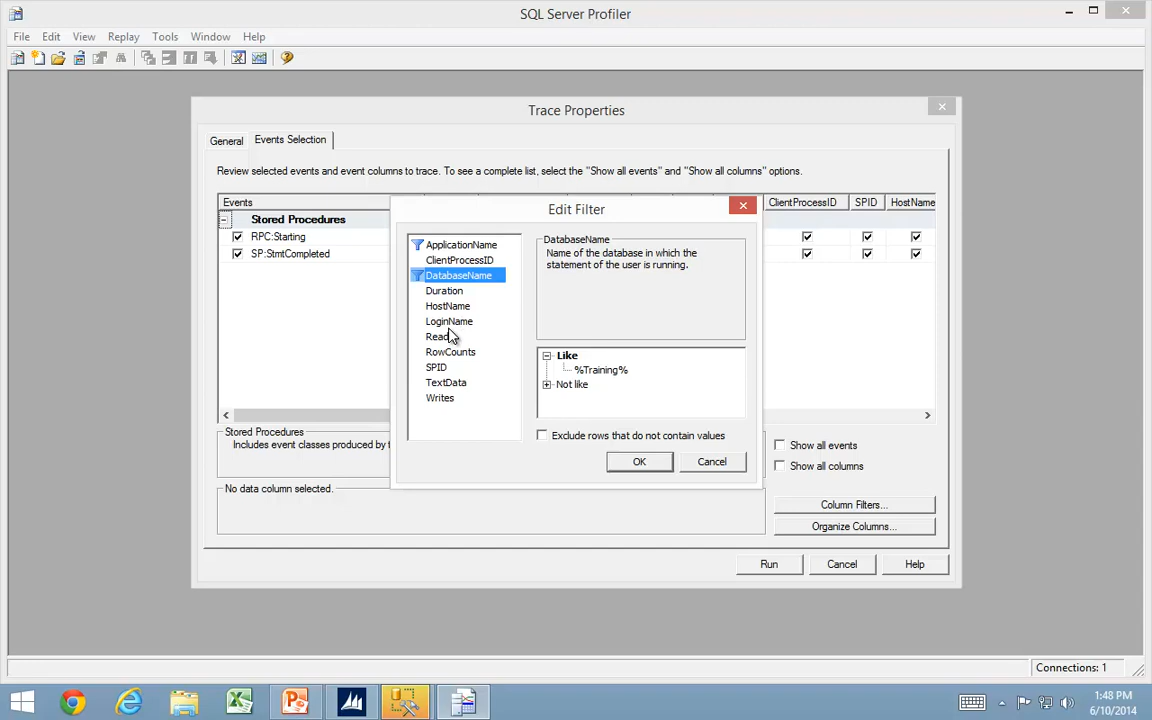 SQL Server Profiler
File Edit View Replay Tools Window Help
Trace Properties
General Events Selection
Review selected events and event columns to trace. To see a complete list, select the "Show all events" and "Show all columns" options.
Events ClientProcessID SPID HostName
Stored Procedures
RPC:Starting
SP:StmtCompleted
Edit Filter
ApplicationName
ClientProcessID
DatabaseName
Duration
HostName
LoginName
Reads
RowCounts
SPID
TextData
Writes
DatabaseName
Name of the database in which the
statement of the user is running.
Like
%Training%
Not like
Exclude rows that do not contain values
OK Cancel
Stored Procedures
Includes event classes produced by
No data column selected.
Show all events
Show all columns
Column Filters...
Organize Columns...
Run Cancel Help
Connections: 1
1:48 PM
6/10/2014